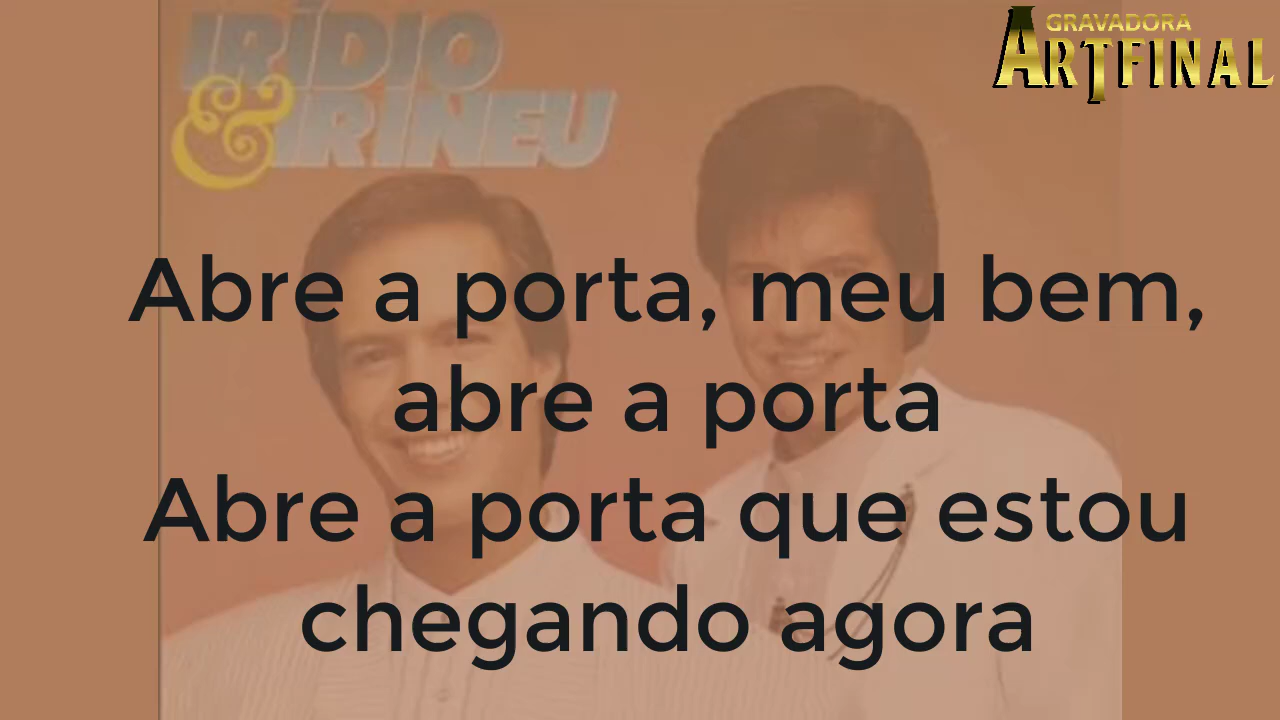 IRÍDIO
& IRINEU
GRAVADORA
ARTFINAL
Abre a porta, meu bem,
abre a porta
Abre a porta que estou
chegando agora